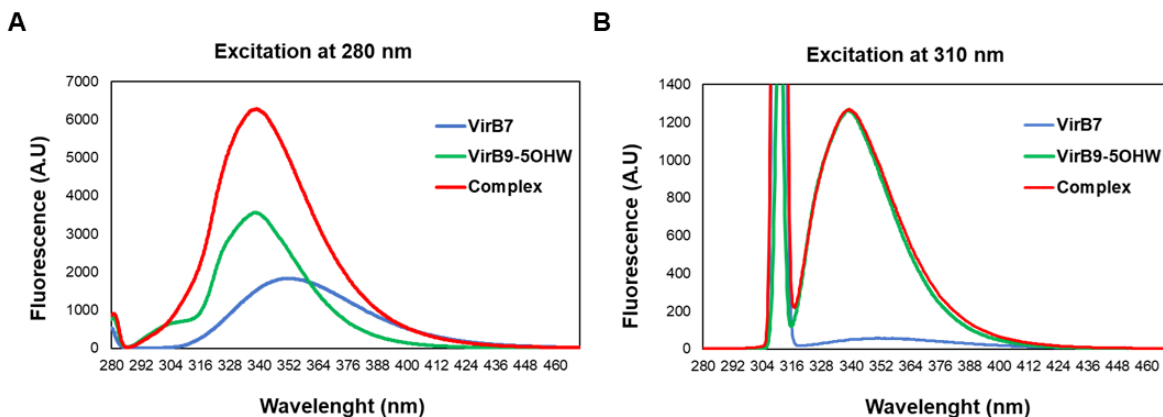 A
Excitation at 280 nm
Fluorescence (A.U)
7000
6000
5000
4000
3000
2000
1000
0
VirB7
VirB9-5OHW
Complex
280 292 304 316 328 340 352 364 376 388 400 412 424 436 448 460
Wavelenght (nm)
B
Excitation at 310 nm
Fluorescence (A.U)
1400
1200
1000
800
600
400
200
0
VirB7
VirB9-5OHW
Complex
280 292 304 316 328 340 352 364 376 388 400 412 424 436 448 460
Wavelenght (nm)